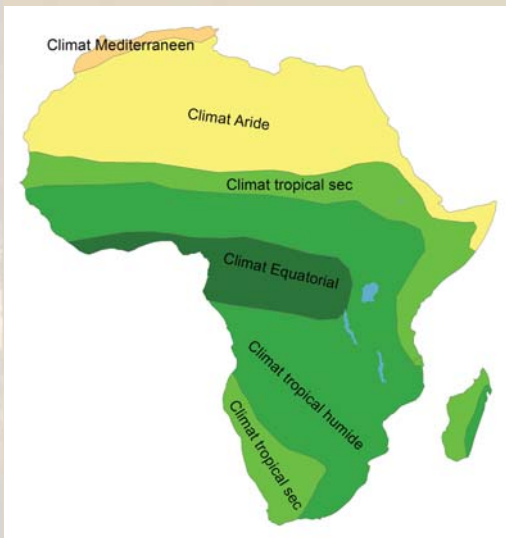 Climat Mediterraneen
Climat Aride
Climat tropical sec
Climat Equatorial
Climat tropical humide
Climat tropical sec